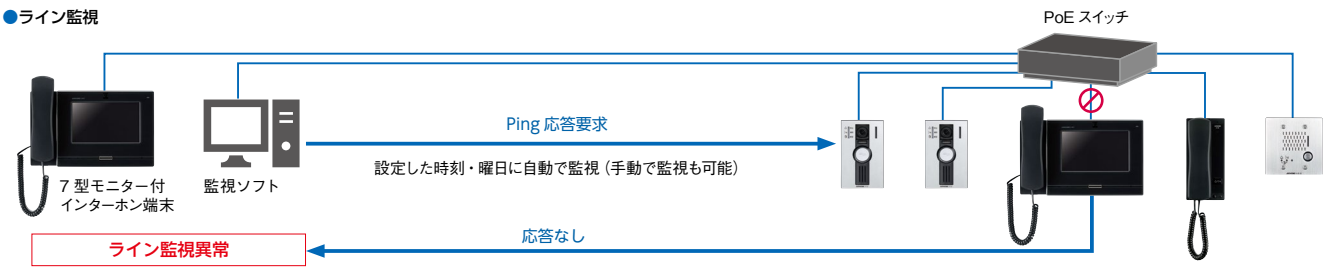 ●ライン監視
PoE スイッチ
Ping 応答要求
設定した時刻・曜日に自動で監視（手動で監視も可能）
7 型モニター付
インターホン端末
監視ソフト
応答なし
ライン監視異常